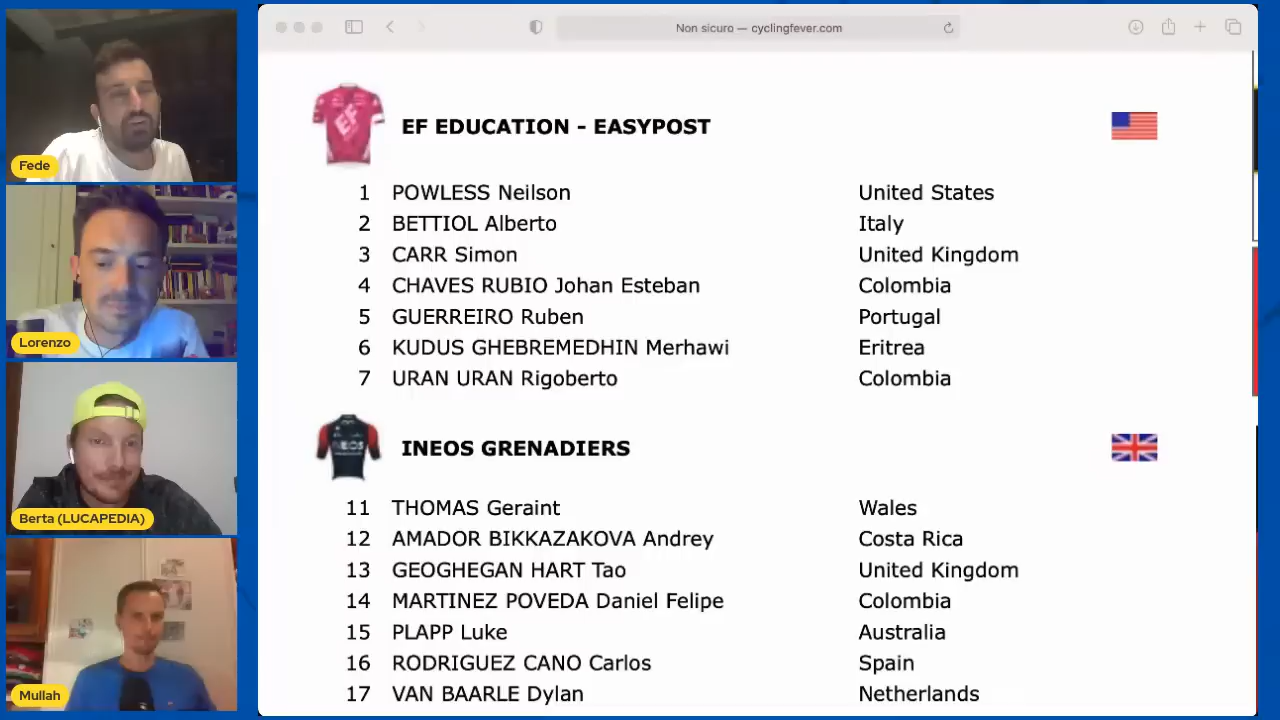 Fede
Lorenzo
Berta (LUCAPEDIA)
Mullah
Non sicuro — cyclingfever.com
EF
EF EDUCATION - EASYPOST
1 POWLESS Neilson United States
2 BETTIOL Alberto Italy
3 CARR Simon United Kingdom
4 CHAVES RUBIO Johan Esteban Colombia
5 GUERREIRO Ruben Portugal
6 KUDUS GHEBREMEDHIN Merhawi Eritrea
7 URAN URAN Rigoberto Colombia
INEOS
INEOS GRENADIERS
11 THOMAS Geraint Wales
12 AMADOR BIKKAZAKOVA Andrey Costa Rica
13 GEOGHEGAN HART Tao United Kingdom
14 MARTINEZ POVEDA Daniel Felipe Colombia
15 PLAPP Luke Australia
16 RODRIGUEZ CANO Carlos Spain
17 VAN BAARLE Dylan Netherlands